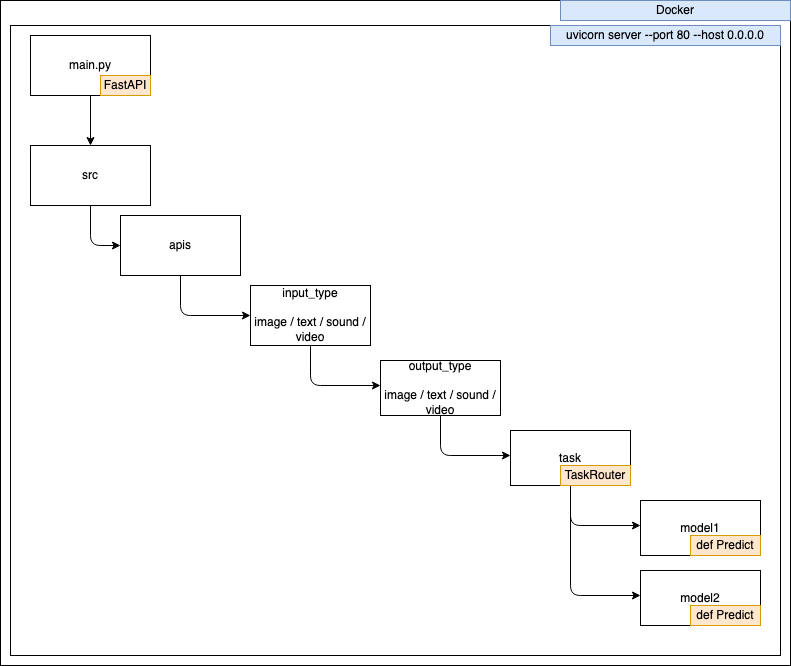 Docker
uvicorn server --port 80 --host 0.0.0.0
main.py
FastAPI
src
apis
input_type
image / text / sound /
video
output_type
image / text / sound /
video
task
TaskRouter
model1
def Predict
model2
def Predict